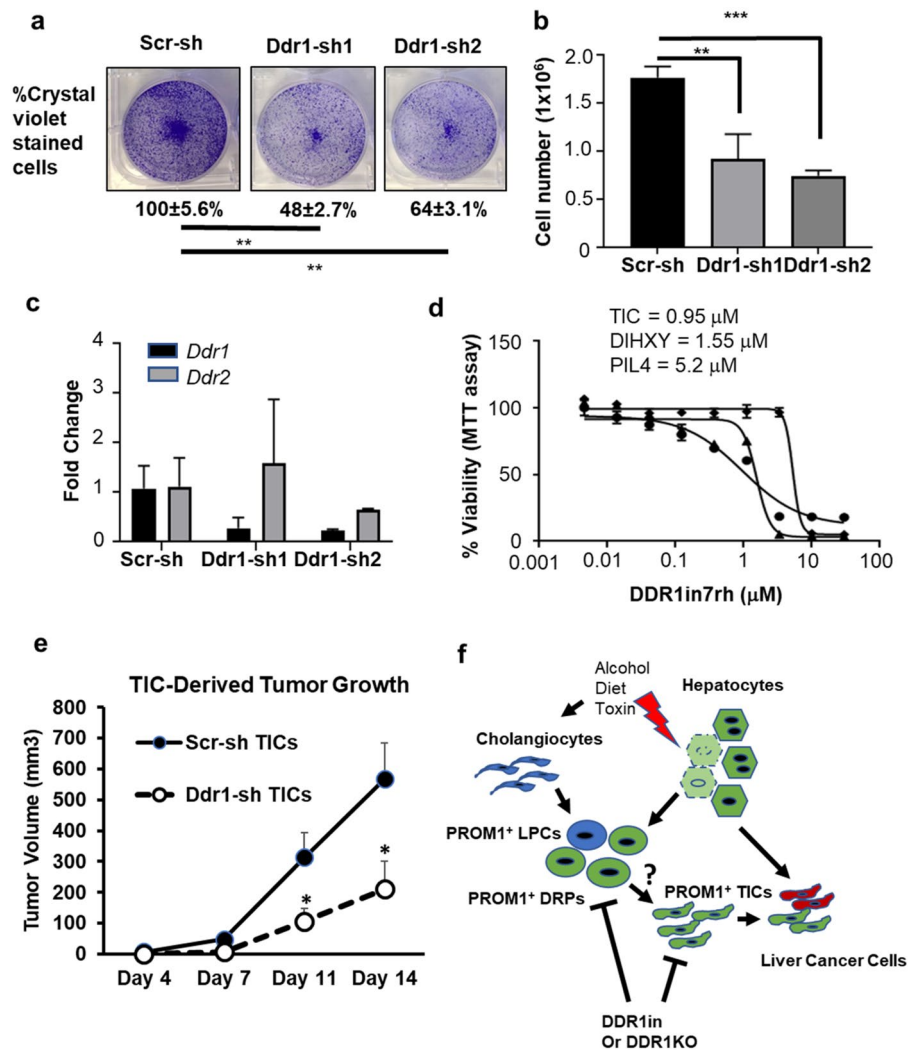 a
Scr-sh Ddr1-sh1 Ddr1-sh2
%Crystal
violet
stained
cells
100±5.6% 48±2.7% 64±3.1%
**
**
b
***
**
Cell number (1x10⁶)
2.0
1.5
1.0
0.5
0
Scr-sh Ddr1-sh1 Ddr1-sh2
c
Fold Change
4
3
2
1
0
Ddr1
Ddr2
Scr-sh Ddr1-sh1 Ddr1-sh2
d
TIC = 0.95 μM
DIHXY = 1.55 μM
PIL4 = 5.2 μM
% Viability (MTT assay)
150
100
50
0
0.001 0.01 0.1 1 10 100
DDR1in7rh (μM)
e
TIC-Derived Tumor Growth
Tumor Volume (mm3)
800
700
600
500
400
300
200
100
0
Scr-sh TICs
Ddr1-sh TICs
* *
Day 4 Day 7 Day 11 Day 14
f
Alcohol
Diet
Toxin
Hepatocytes
Cholangiocytes
PROM1⁺ LPCs
?
PROM1⁺ DRPs
PROM1⁺ TICs
Liver Cancer Cells
DDR1in
Or DDR1KO